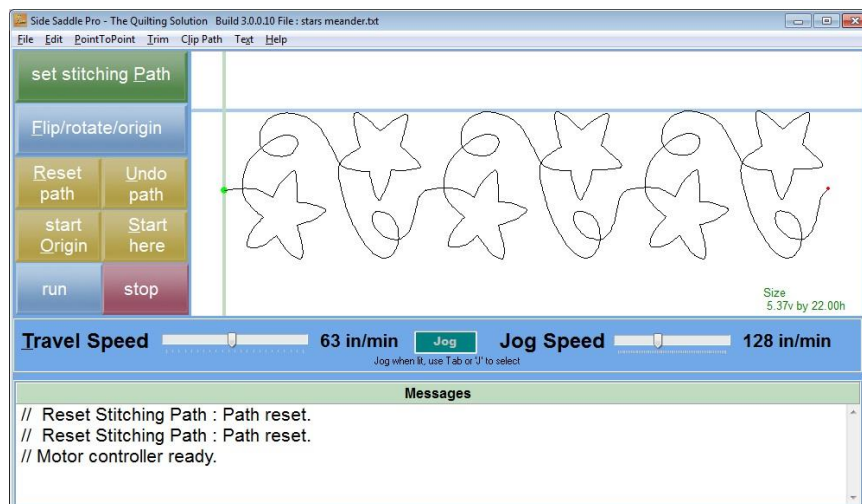 Side Saddle Pro - The Quilting Solution Build 3.0.0.10 File : stars meander.txt
File Edit PointToPoint Trim Clip Path Text Help
set stitching Path
Flip/rotate/origin
Reset path
Undo path
start Origin
Start here
run
stop
Size
5.37v by 22.00h
Travel Speed
63 in/min
Jog
Jog Speed
128 in/min
Jog when lit, use Tab or 'J' to select
Messages
// Reset Stitching Path : Path reset.
// Reset Stitching Path : Path reset.
// Motor controller ready.